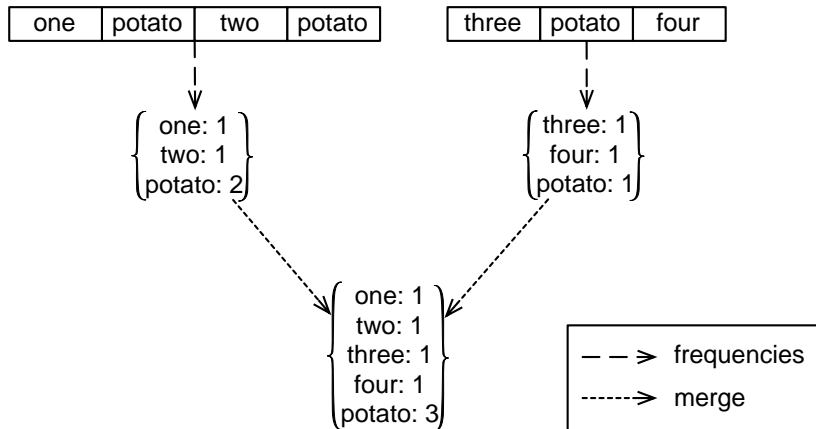 one potato two potato
three potato four
one: 1
two: 1
potato: 2
three: 1
four: 1
potato: 1
one: 1
two: 1
three: 1
four: 1
potato: 3
frequencies
merge